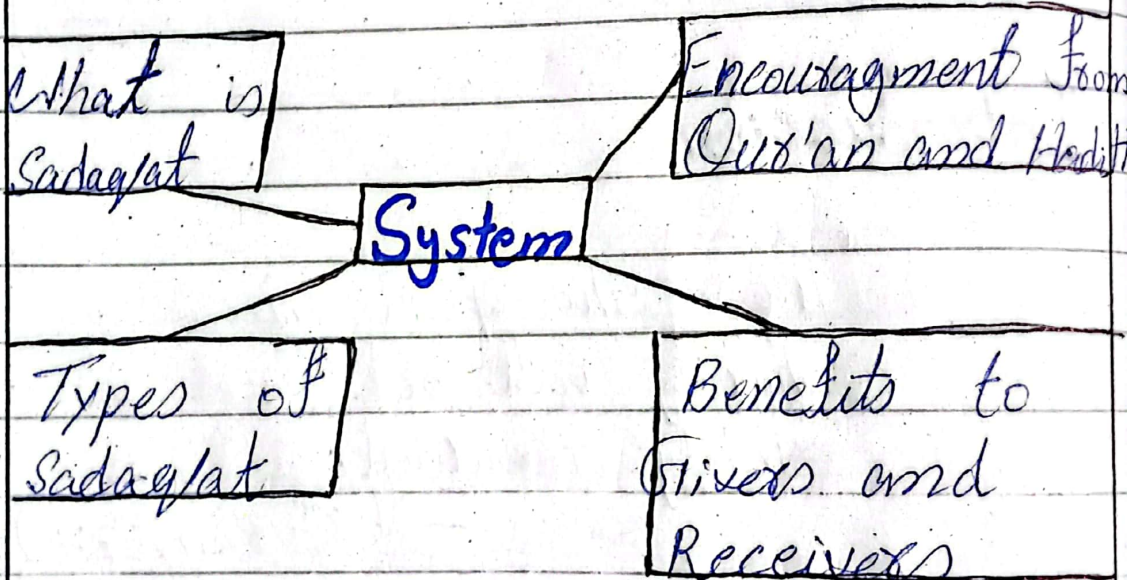 What is
Sadaqat
Encouragment from
Qur'an and Hadith
System
Types of
Sadaqat
Benefits to
Givers and
Receivers